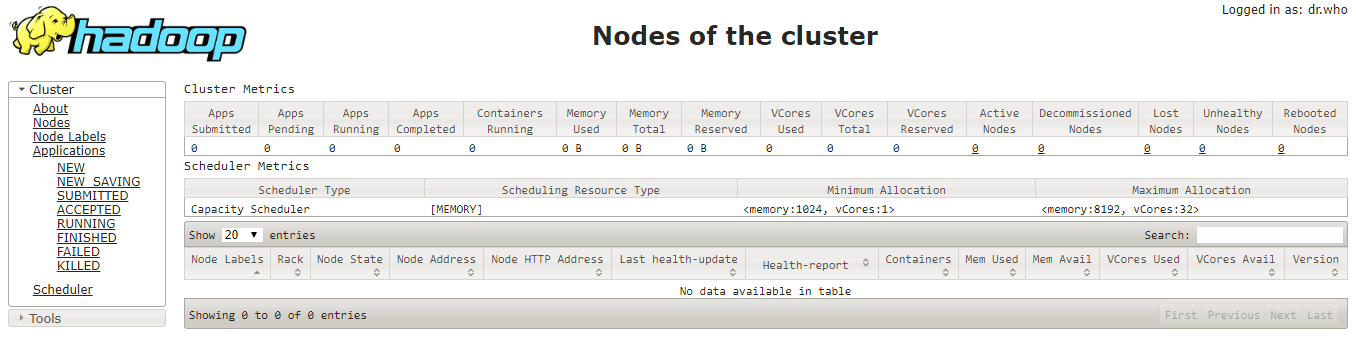 Logged in as: dr.who
hadoop
Nodes of the cluster
Cluster
About
Nodes
Node Labels
Applications
NEW
NEW_SAVING
SUBMITTED
ACCEPTED
RUNNING
FINISHED
FAILED
KILLED
Scheduler
Tools
Cluster Metrics
Apps Submitted Apps Pending Apps Running Apps Completed Containers Running Memory Used Memory Total Memory Reserved VCores Used VCores Total VCores Reserved Active Nodes Decommissioned Nodes Lost Nodes Unhealthy Nodes Rebooted Nodes
0 0 0 0 0 0 B 0 B 0 B 0 0 0 0 0 0 0 0
Scheduler Metrics
Scheduler Type Scheduling Resource Type Minimum Allocation Maximum Allocation
Capacity Scheduler [MEMORY] <memory:1024, vCores:1> <memory:8192, vCores:32>
Show 20 entries Search:
Node Labels Rack Node State Node Address Node HTTP Address Last health-update Health-report Containers Mem Used Mem Avail VCores Used VCores Avail Version
No data available in table
Showing 0 to 0 of 0 entries First Previous Next Last